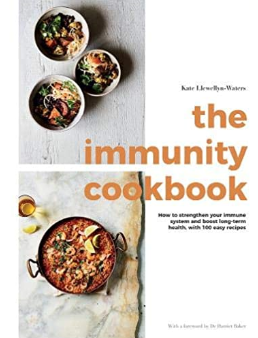 Kate Llewellyn-Waters
the
immunity
cookbook
How to strengthen your immune
system and boost long-term
health, with 100 easy recipes
With a foreword by Dr Harriet Baker